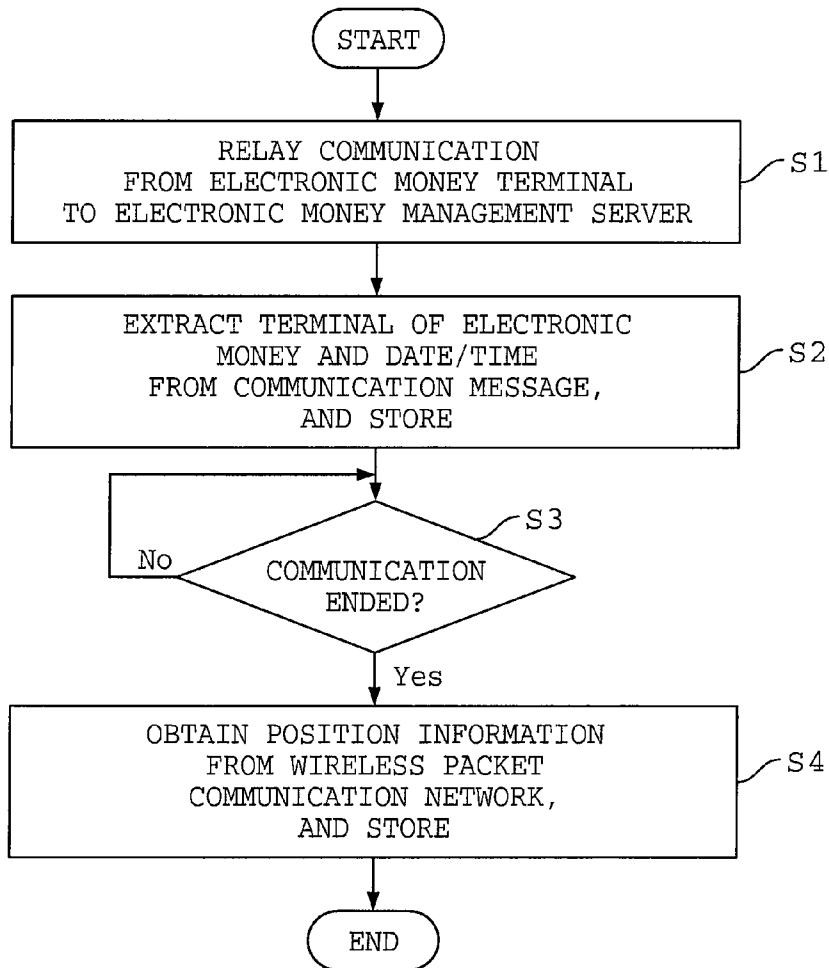 START
RELAY COMMUNICATION
FROM ELECTRONIC MONEY TERMINAL
TO ELECTRONIC MONEY MANAGEMENT SERVER
S1
EXTRACT TERMINAL OF ELECTRONIC
MONEY AND DATE/TIME
FROM COMMUNICATION MESSAGE,
AND STORE
S2
S3
No
COMMUNICATION
ENDED?
Yes
OBTAIN POSITION INFORMATION
FROM WIRELESS PACKET
COMMUNICATION NETWORK,
AND STORE
S4
END